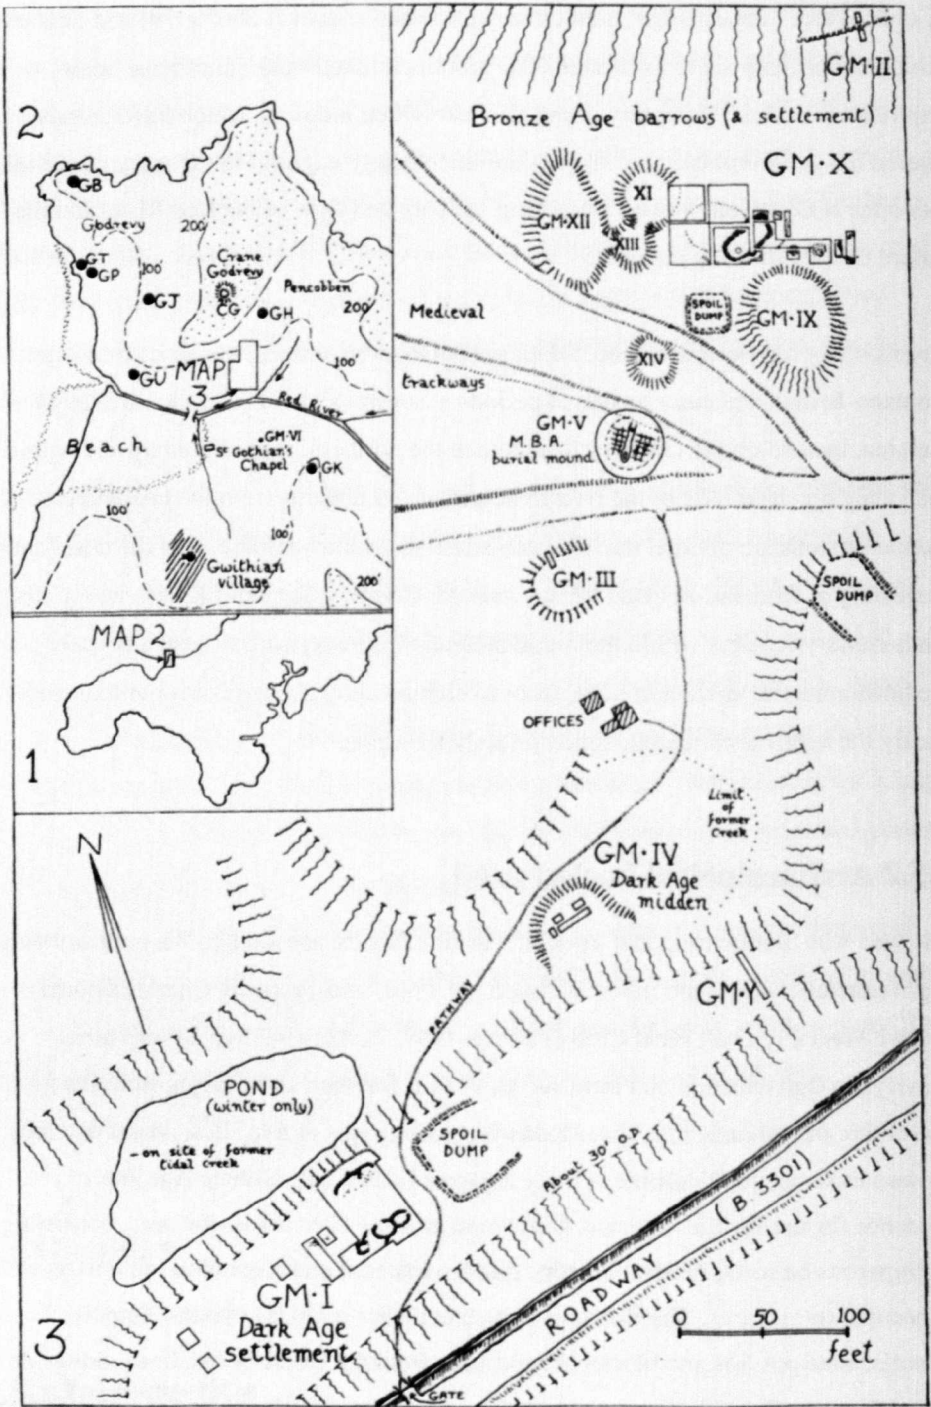 2
GB
Godrevy
200
GT
GP
100'
GJ
Crane
Godrevy
CG
Pencobben
GH
200'
GU
MAP
3
100'
Red River
Beach
GM-VI
St Gothian's
Chapel
GK
100'
100'
Gwithian
village
200'
MAP 2
1
G·M·II
Bronze Age barrows (& settlement)
GM·X
XI
GM·XII
XIII
SPOIL
DUMP
GM·IX
Medieval
XIV
trackways
GM·V
M.B.A.
burial mound
GM·III
SPOIL
DUMP
OFFICES
Limit
of
former
Creek
N
GM·IV
Dark Age
midden
GM·Y
PATHWAY
POND
(winter only)
- on site of former
tidal creek
SPOIL
DUMP
About 30' O.D.
ROADWAY (B.3301)
GM·I
Dark Age
settlement
3
GATE
0 50 100
feet